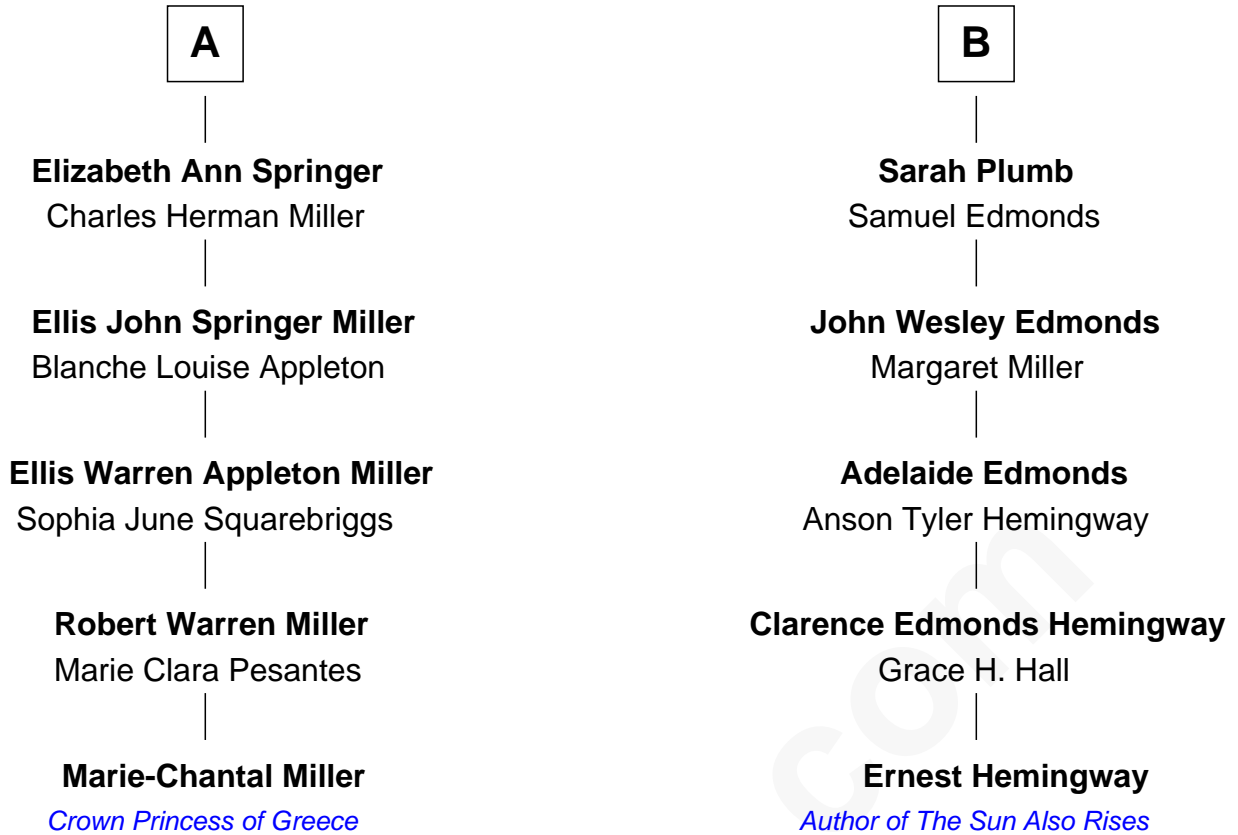 A
Elizabeth Ann Springer
Charles Herman Miller
Ellis John Springer Miller
Blanche Louise Appleton
Ellis Warren Appleton Miller
Sophia June Squarebriggs
Robert Warren Miller
Marie Clara Pesantes
Marie-Chantal Miller
Crown Princess of Greece
B
Sarah Plumb
Samuel Edmonds
John Wesley Edmonds
Margaret Miller
Adelaide Edmonds
Anson Tyler Hemingway
Clarence Edmonds Hemingway
Grace H. Hall
Ernest Hemingway
Author of The Sun Also Rises
com